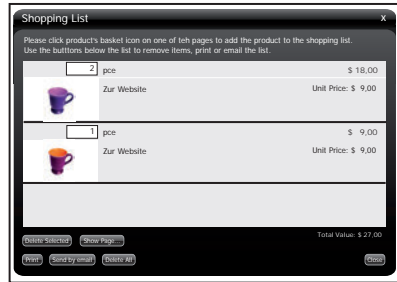 Shopping List x
Please click product's basket icon on one of teh pages to add the product to the shopping list.
Use the butttons below the list to remove items, print or email the list.
2 pce $ 18,00
Zur Website Unit Price: $ 9,00
1 pce $ 9,00
Zur Website Unit Price: $ 9,00
Total Value: $ 27,00
Delete Selected Show Page...
Print Send by email Delete All Close